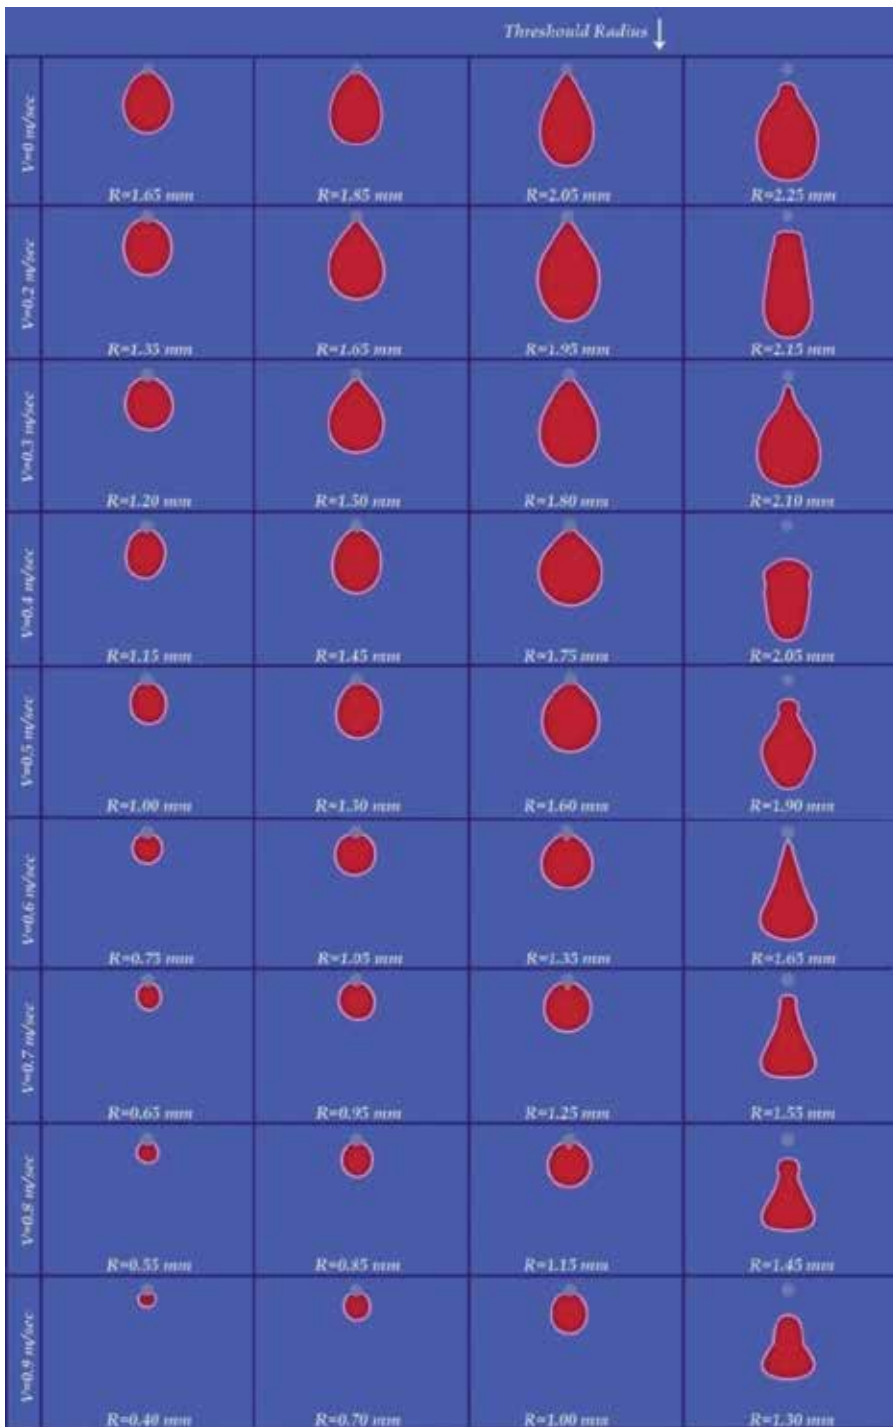 Threshould Radius
V=0 m/sec
R=1.65 mm R=1.85 mm R=2.05 mm R=2.25 mm
V=0.2 m/sec
R=1.35 mm R=1.65 mm R=1.95 mm R=2.15 mm
V=0.3 m/sec
R=1.20 mm R=1.50 mm R=1.80 mm R=2.10 mm
V=0.4 m/sec
R=1.15 mm R=1.45 mm R=1.75 mm R=2.05 mm
V=0.5 m/sec
R=1.00 mm R=1.30 mm R=1.60 mm R=1.90 mm
V=0.6 m/sec
R=0.75 mm R=1.05 mm R=1.35 mm R=1.65 mm
V=0.7 m/sec
R=0.65 mm R=0.95 mm R=1.25 mm R=1.55 mm
V=0.8 m/sec
R=0.55 mm R=0.85 mm R=1.15 mm R=1.45 mm
V=0.9 m/sec
R=0.40 mm R=0.70 mm R=1.00 mm R=1.30 mm